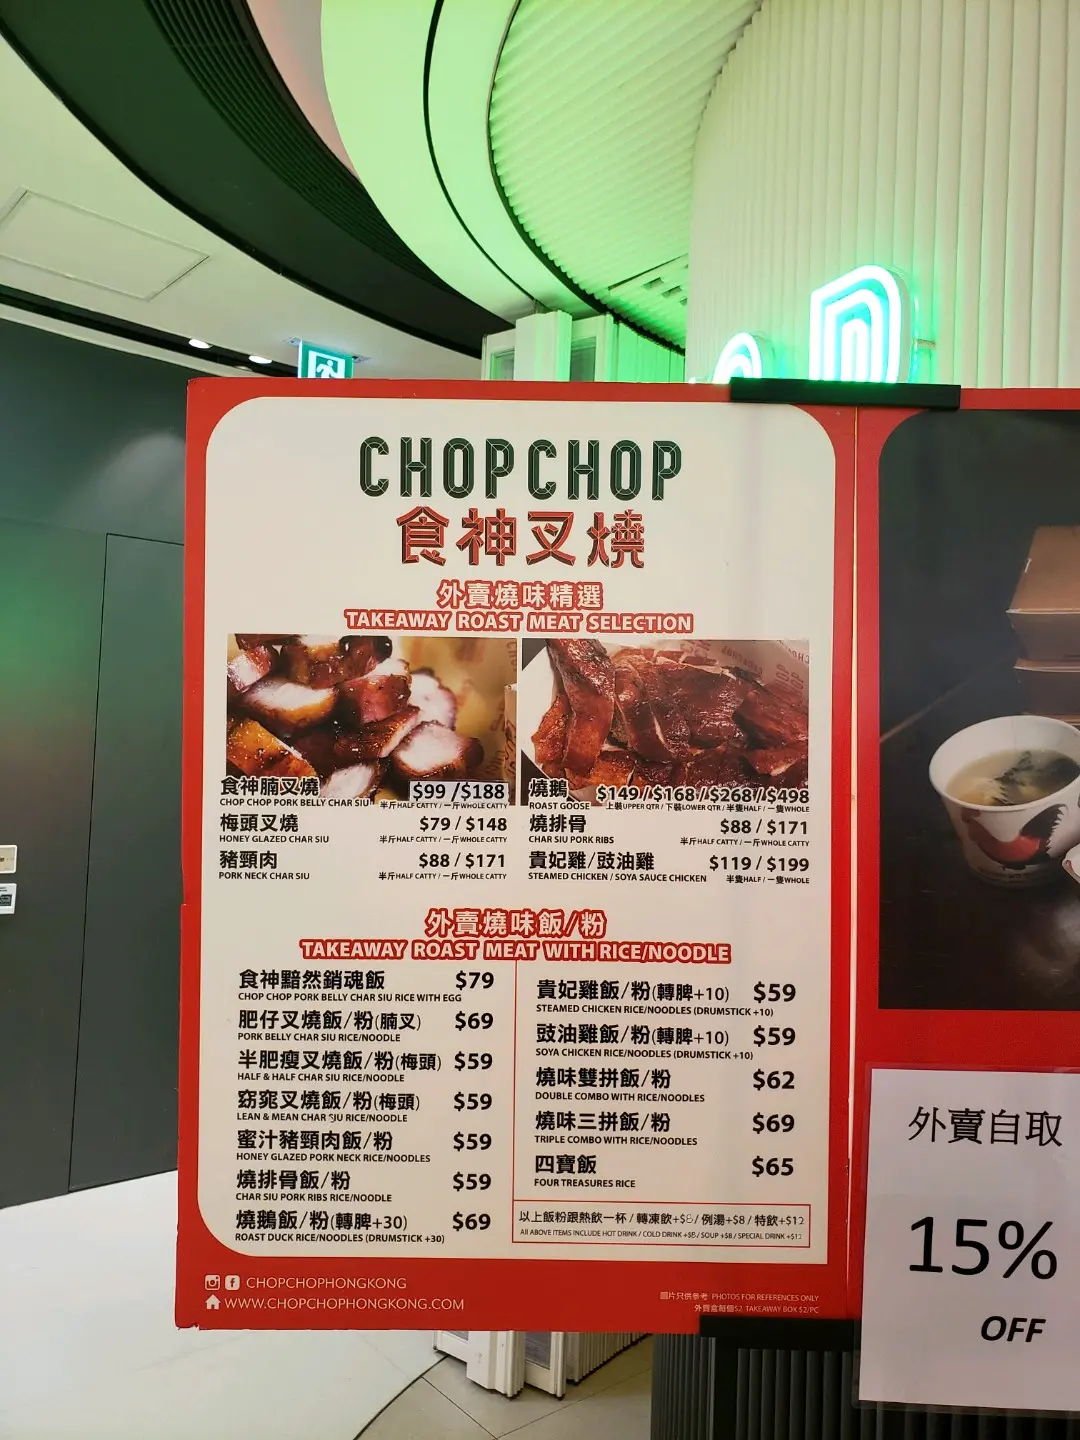 CHOPCHOP
食神叉燒
外賣燒味精選
TAKEAWAY ROAST MEAT SELECTION
食神腩叉燒 $99 /$188
CHOP CHOP PORK BELLY CHAR SIU 半斤HALF CATTY / 一斤WHOLE CATTY
梅頭叉燒 $79 / $148
HONEY GLAZED CHAR SIU 半斤HALF CATTY / 一斤WHOLE CATTY
豬頸肉 $88 / $171
PORK NECK CHAR SIU 半斤HALF CATTY / 一斤WHOLE CATTY
燒鵝 $149 /$168 /$268 /$498
ROAST GOOSE 上裝UPPER QTR / 下裝LOWER QTR / 半隻HALF / 一隻WHOLE
燒排骨 $88 / $171
CHAR SIU PORK RIBS 半斤HALF CATTY / 一斤WHOLE CATTY
貴妃雞/豉油雞 $119 / $199
STEAMED CHICKEN / SOYA SAUCE CHICKEN 半隻HALF / 一隻WHOLE
外賣燒味飯/粉
TAKEAWAY ROAST MEAT WITH RICE/NOODLE
食神黯然銷魂飯 $79
CHOP CHOP PORK BELLY CHAR SIU RICE WITH EGG
肥仔叉燒飯/粉(腩叉) $69
PORK BELLY CHAR SIU RICE/NOODLE
半肥瘦叉燒飯/粉(梅頭) $59
HALF & HALF CHAR SIU RICE/NOODLE
窈窕叉燒飯/粉(梅頭) $59
LEAN & MEAN CHAR SIU RICE/NOODLE
蜜汁豬頸肉飯/粉 $59
HONEY GLAZED PORK NECK RICE/NOODLES
燒排骨飯/粉 $59
CHAR SIU PORK RIBS RICE/NOODLE
燒鵝飯/粉(轉脾+30) $69
ROAST DUCK RICE/NOODLES (DRUMSTICK +30)
貴妃雞飯/粉(轉脾+10) $59
STEAMED CHICKEN RICE/NOODLES (DRUMSTICK +10)
豉油雞飯/粉(轉脾+10) $59
SOYA CHICKEN RICE/NOODLES (DRUMSTICK +10)
燒味雙拼飯/粉 $62
DOUBLE COMBO WITH RICE/NOODLES
燒味三拼飯/粉 $69
TRIPLE COMBO WITH RICE/NOODLES
四寶飯 $65
FOUR TREASURES RICE
以上飯粉跟熱飲一杯 / 轉凍飲 / 例湯+$8 / 特飲+$12
All ABOVE ITEMS INCLUDE HOT DRINK / COLD DRINK / SOUP +$8 / SPECIAL DRINK
CHOPCHOPHONGKONG
WWW.CHOPCHOPHONGKONG.COM
圖片只供參考 PHOTOS FOR REFERENCES ONLY
外賣盒每個$2 TAKEAWAY BOX $2/PC
外賣自取
15%
OFF